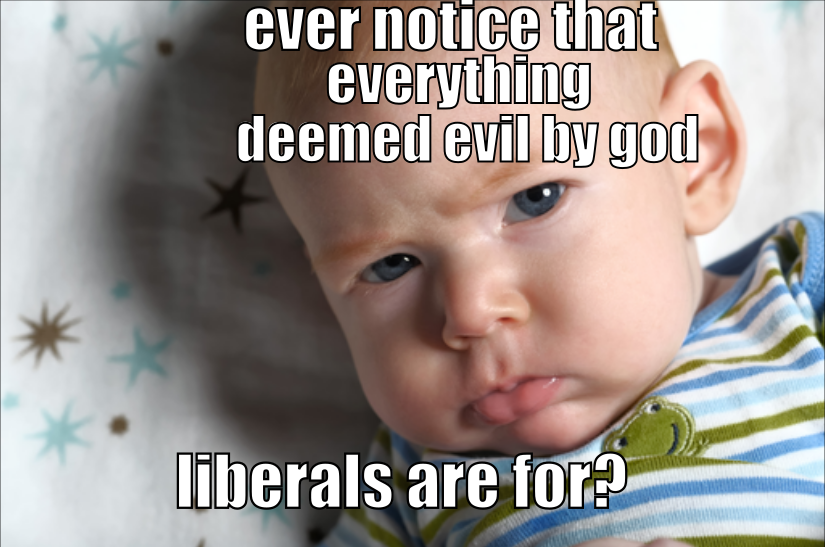 ever notice that
everything
deemed evil by god
liberals are for?